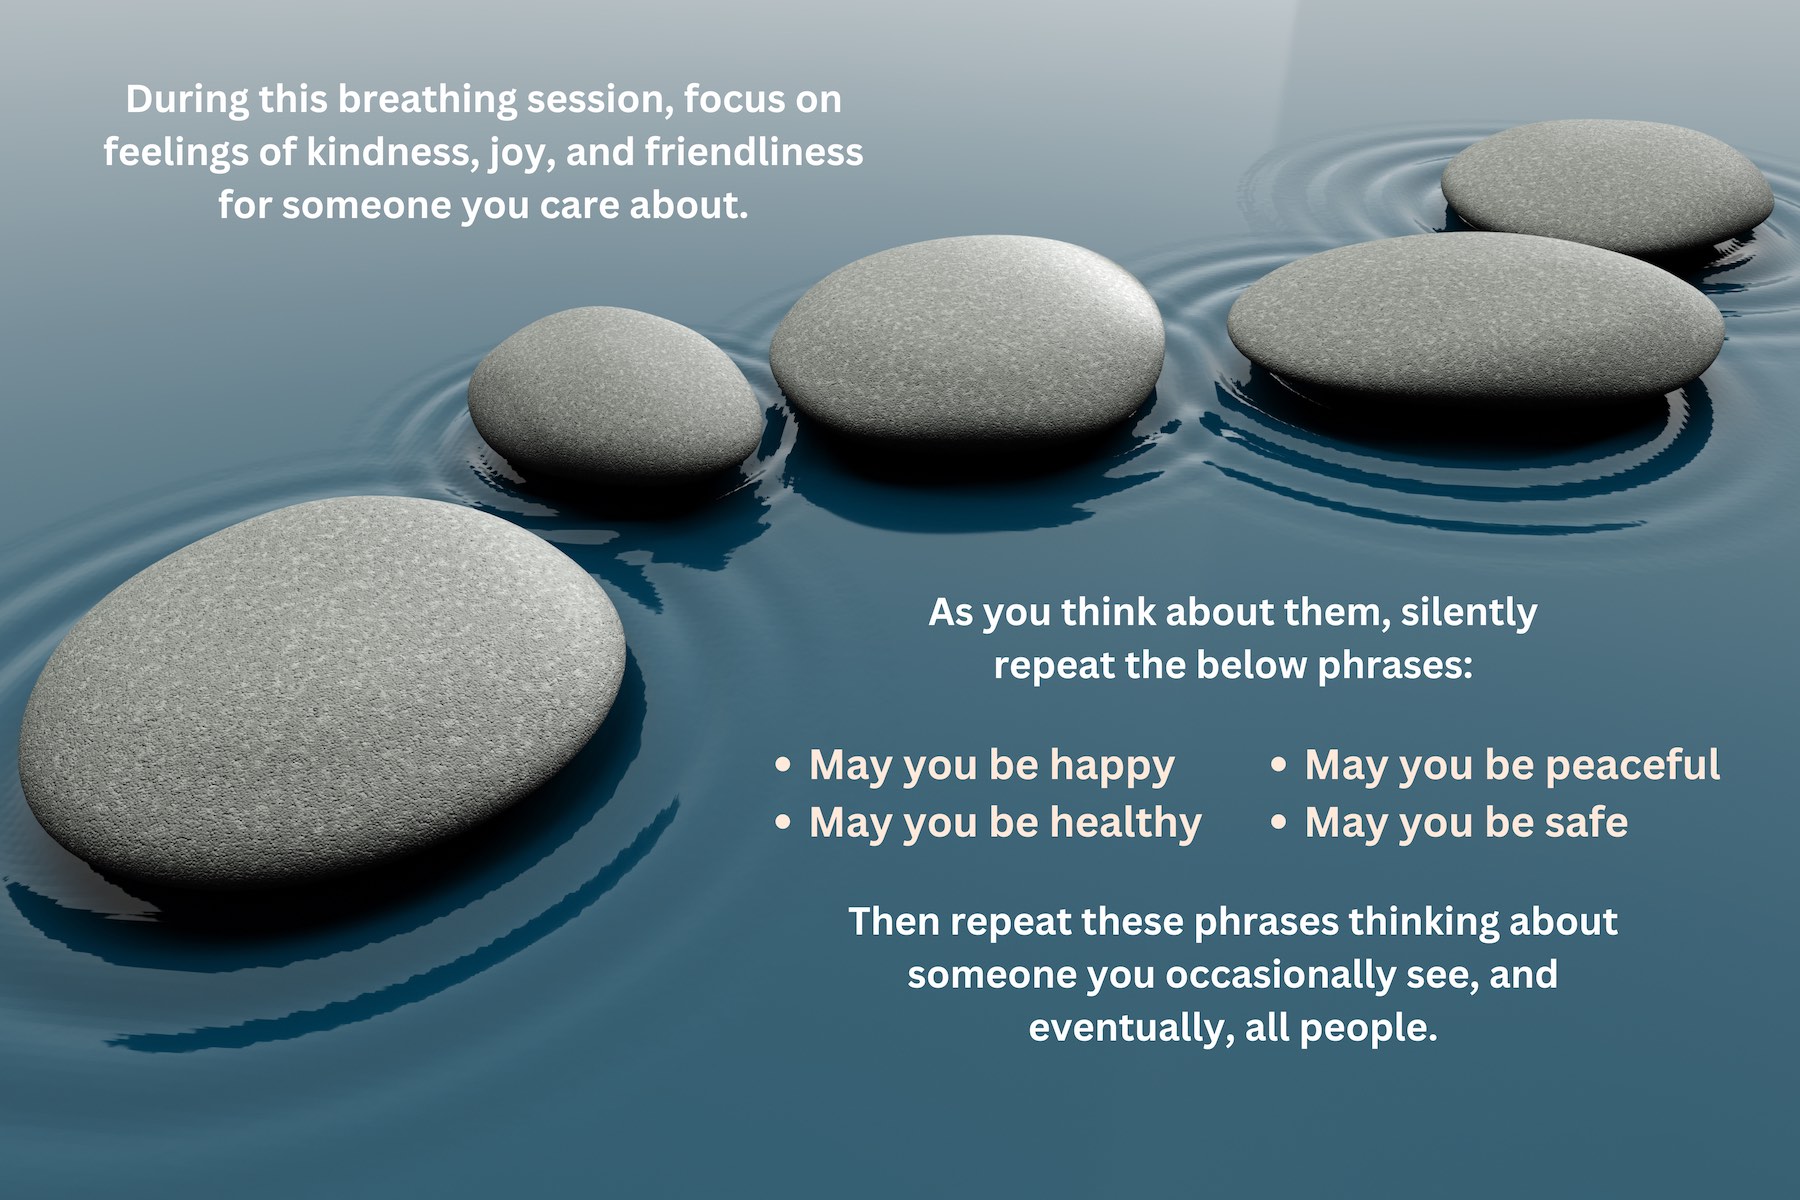 During this breathing session, focus on
feelings of kindness, joy, and friendliness
for someone you care about.
As you think about them, silently
repeat the below phrases:
• May you be happy
• May you be healthy
• May you be peaceful
• May you be safe
Then repeat these phrases thinking about
someone you occasionally see, and
eventually, all people.